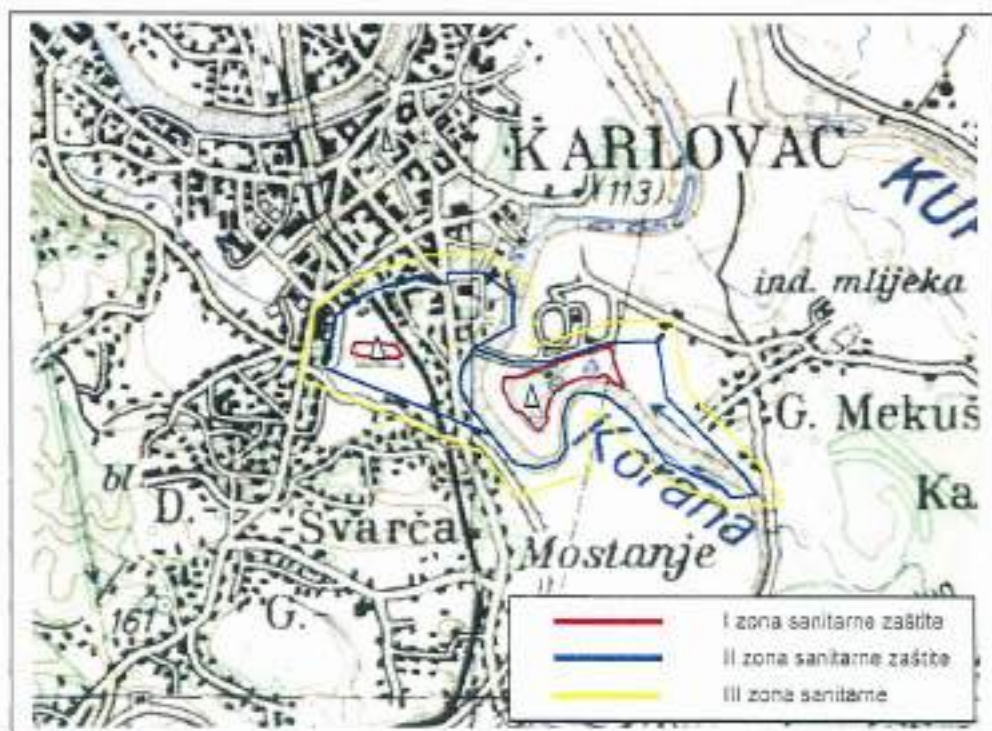 KARLOVAC
(113)
KUP
ind. mlijeka
G. Mekuš
Korana
Ka
bl
D.
Švarča
Mostanje
161
G.
I zona sanitarne zaštite
II zona sanitarne zaštite
III zona sanitarne